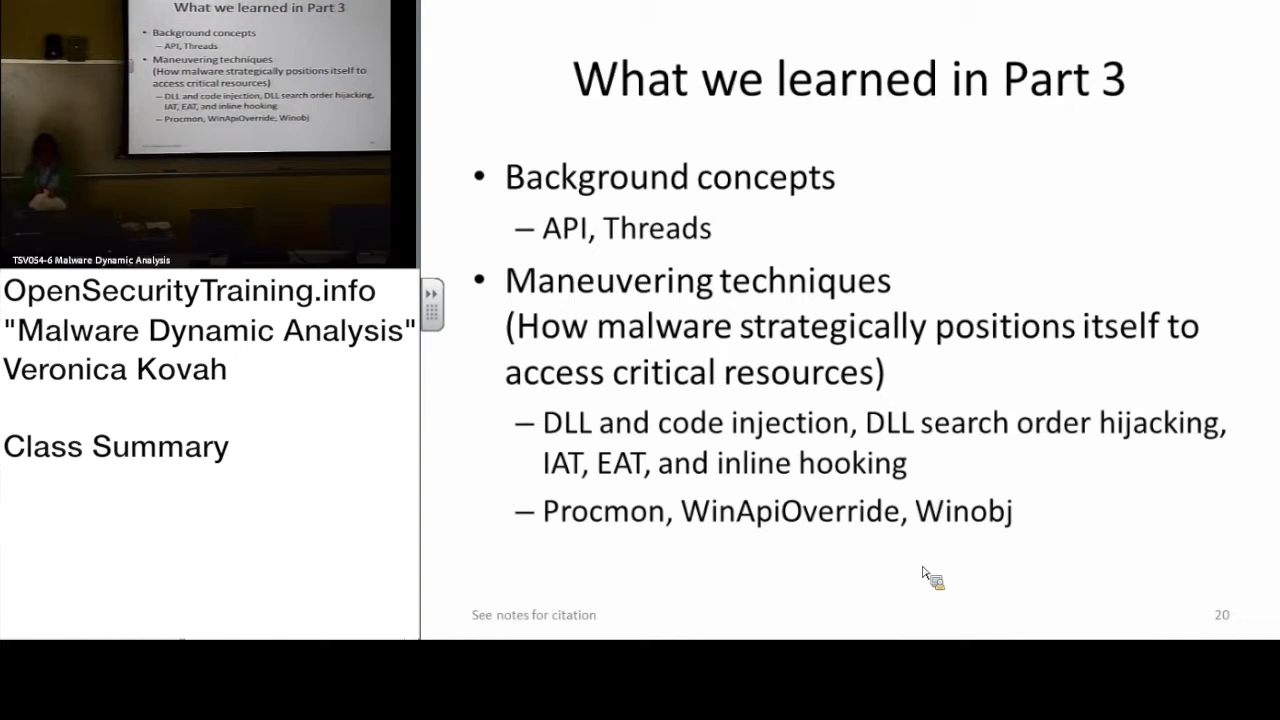 What we learned in Part 3
• Background concepts
– API, Threads
• Maneuvering techniques
(How malware strategically positions itself to
access critical resources)
– DLL and code injection, DLL search order hijacking,
IAT, EAT, and inline hooking
– Procmon, WinApiOverride, Winobj
TSV054-6 Malware Dynamic Analysis
OpenSecurityTraining.info
"Malware Dynamic Analysis"
Veronica Kovah
Class Summary
What we learned in Part 3
• Background concepts
– API, Threads
• Maneuvering techniques
(How malware strategically positions itself to
access critical resources)
– DLL and code injection, DLL search order hijacking,
IAT, EAT, and inline hooking
– Procmon, WinApiOverride, Winobj
See notes for citation
20